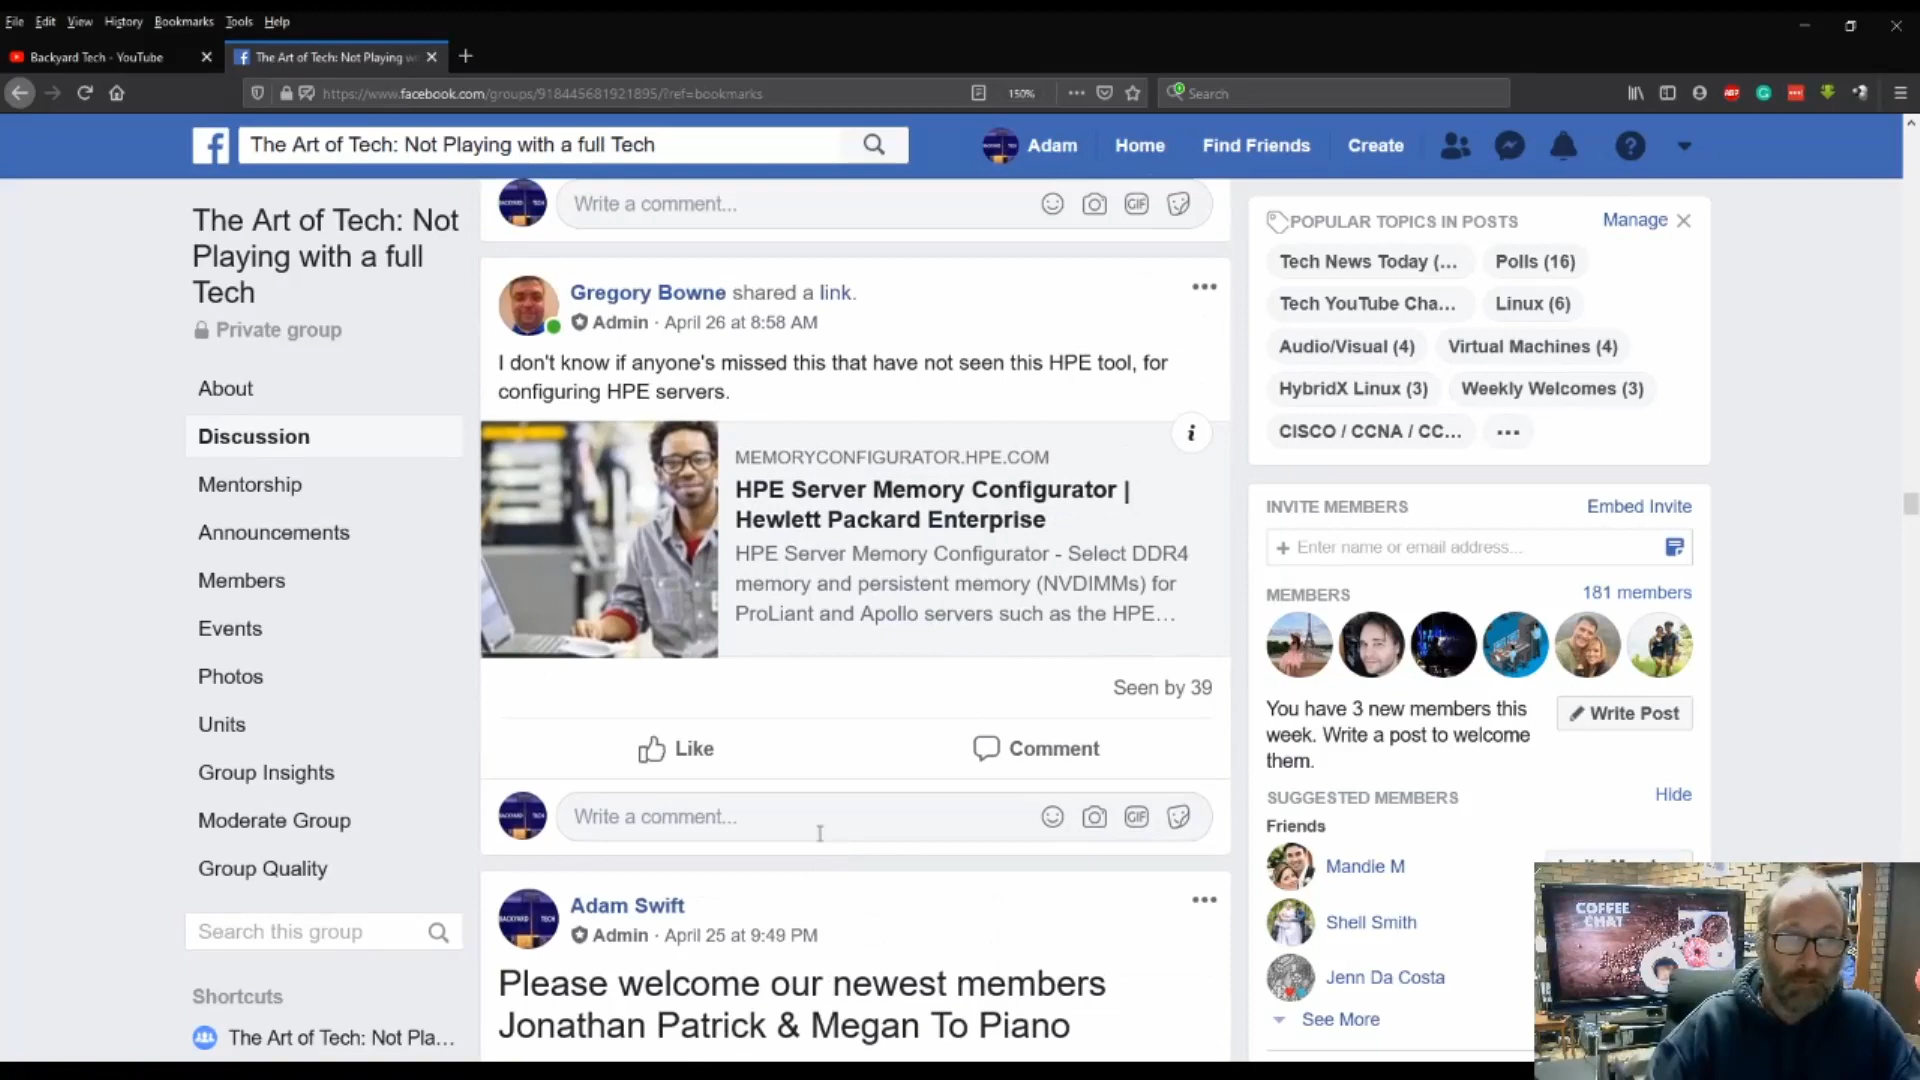 File Edit View History Bookmarks Tools Help
Backyard Tech - YouTube
The Art of Tech: Not Playing w
https://www.facebook.com/groups/918445681921895/?ref=bookmarks
150%
Search
The Art of Tech: Not Playing with a full Tech
Adam
Home
Find Friends
Create
The Art of Tech: Not
Playing with a full
Tech
Private group
About
Discussion
Mentorship
Announcements
Members
Events
Photos
Units
Group Insights
Moderate Group
Group Quality
Search this group
Shortcuts
The Art of Tech: Not Pla...
Write a comment...
GIF
Gregory Bowne shared a link.
Admin · April 26 at 8:58 AM
I don't know if anyone's missed this that have not seen this HPE tool, for
configuring HPE servers.
MEMORYCONFIGURATOR.HPE.COM
HPE Server Memory Configurator |
Hewlett Packard Enterprise
HPE Server Memory Configurator - Select DDR4
memory and persistent memory (NVDIMMs) for
ProLiant and Apollo servers such as the HPE...
Seen by 39
Like
Comment
Write a comment...
GIF
Adam Swift
Admin · April 25 at 9:49 PM
Please welcome our newest members
Jonathan Patrick & Megan To Piano
POPULAR TOPICS IN POSTS
Manage
Tech News Today (...
Polls (16)
Tech YouTube Cha...
Linux (6)
Audio/Visual (4)
Virtual Machines (4)
HybridX Linux (3)
Weekly Welcomes (3)
CISCO / CCNA / CC...
INVITE MEMBERS
Embed Invite
Enter name or email address...
MEMBERS
181 members
You have 3 new members this
week. Write a post to welcome
them.
Write Post
SUGGESTED MEMBERS
Hide
Friends
Mandie M
Shell Smith
Jenn Da Costa
See More
COFFEE
CHAT